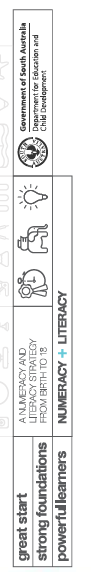 great start
strong foundations
powerful learners
A NUMERACY AND
LITERACY STRATEGY
FROM BIRTH TO 18
NUMERACY + LITERACY
Government of South Australia
Department for Education and
Child Development